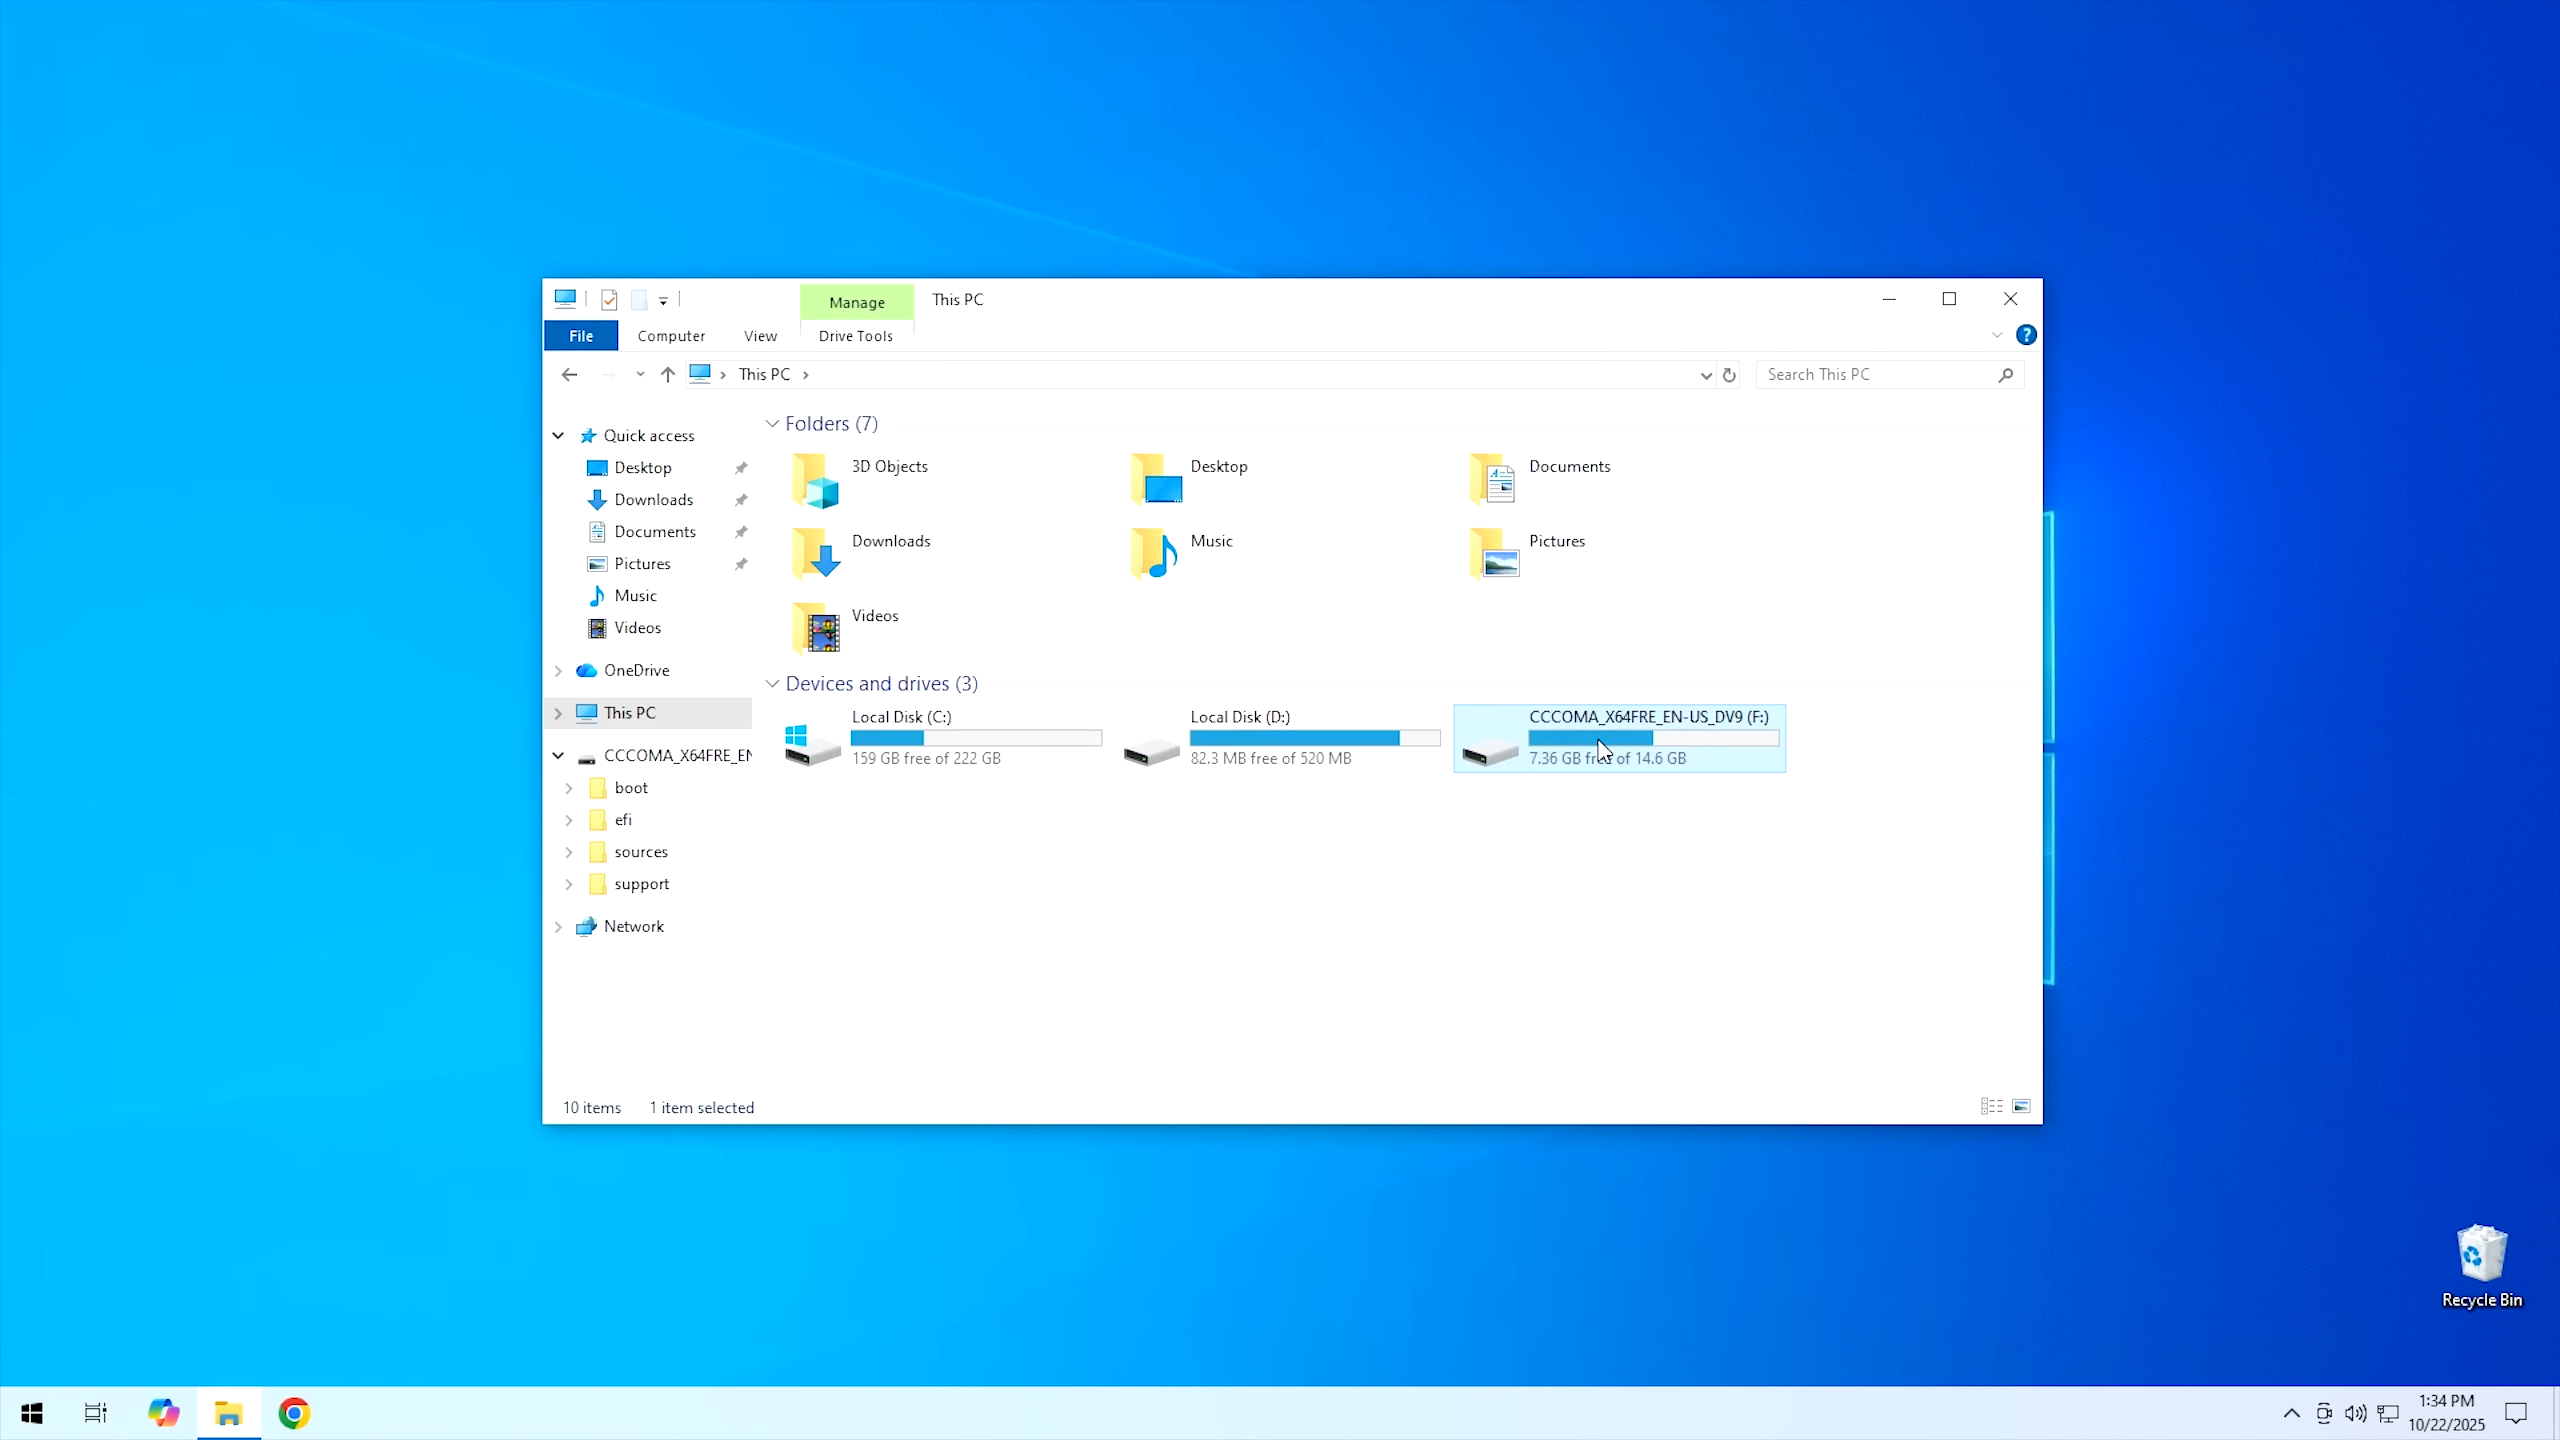 Manage
This PC
File
Computer
View
Drive Tools
This PC
Search This PC
Quick access
Desktop
Downloads
Documents
Pictures
Music
Videos
OneDrive
This PC
CCCOMA_X64FRE_EN
boot
efi
sources
support
Network
Folders (7)
3D Objects
Desktop
Documents
Downloads
Music
Pictures
Videos
Devices and drives (3)
Local Disk (C:)
159 GB free of 222 GB
Local Disk (D:)
82.3 MB free of 520 MB
CCCOMA_X64FRE_EN-US_DV9 (F:)
7.36 GB free of 14.6 GB
10 items
1 item selected
Recycle Bin
1:34 PM
10/22/2025